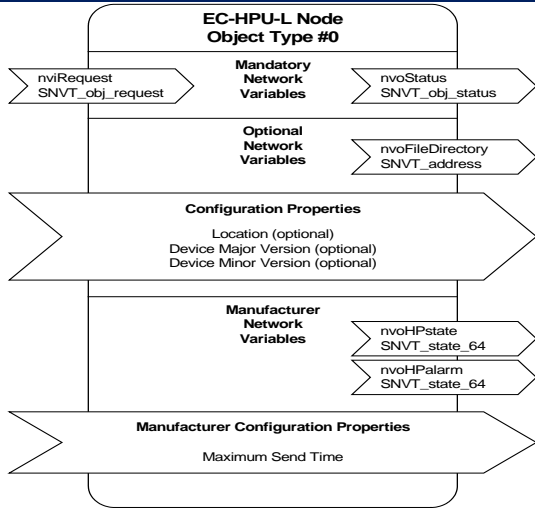 EC-HPU-L Node
Object Type #0
Mandatory
Network
Variables
nviRequest
SNVT_obj_request
nvoStatus
SNVT_obj_status
Optional
Network
Variables
nvoFileDirectory
SNVT_address
Configuration Properties
Location (optional)
Device Major Version (optional)
Device Minor Version (optional)
Manufacturer
Network
Variables
nvoHPstate
SNVT_state_64
nvoHPalarm
SNVT_state_64
Manufacturer Configuration Properties
Maximum Send Time